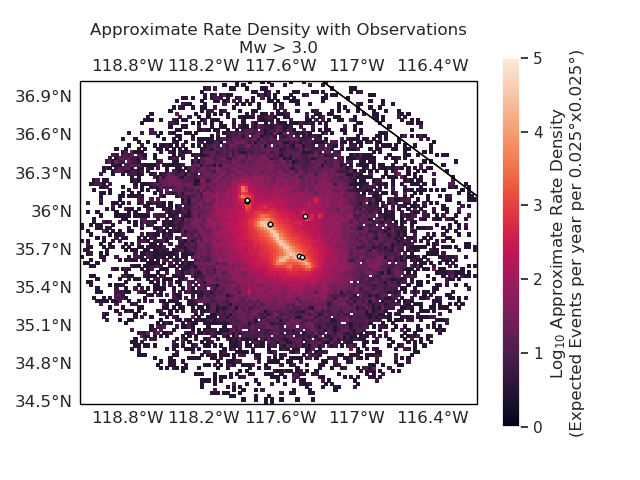 Approximate Rate Density with Observations
Mw > 3.0
118.8°W 118.2°W 117.6°W 117°W 116.4°W
36.9°N
36.6°N
36.3°N
36°N
35.7°N
35.4°N
35.1°N
34.8°N
34.5°N
118.8°W 118.2°W 117.6°W 117°W 116.4°W
5
4
3
2
1
0
Log₁₀ Approximate Rate Density
(Expected Events per year per 0.025°x0.025°)